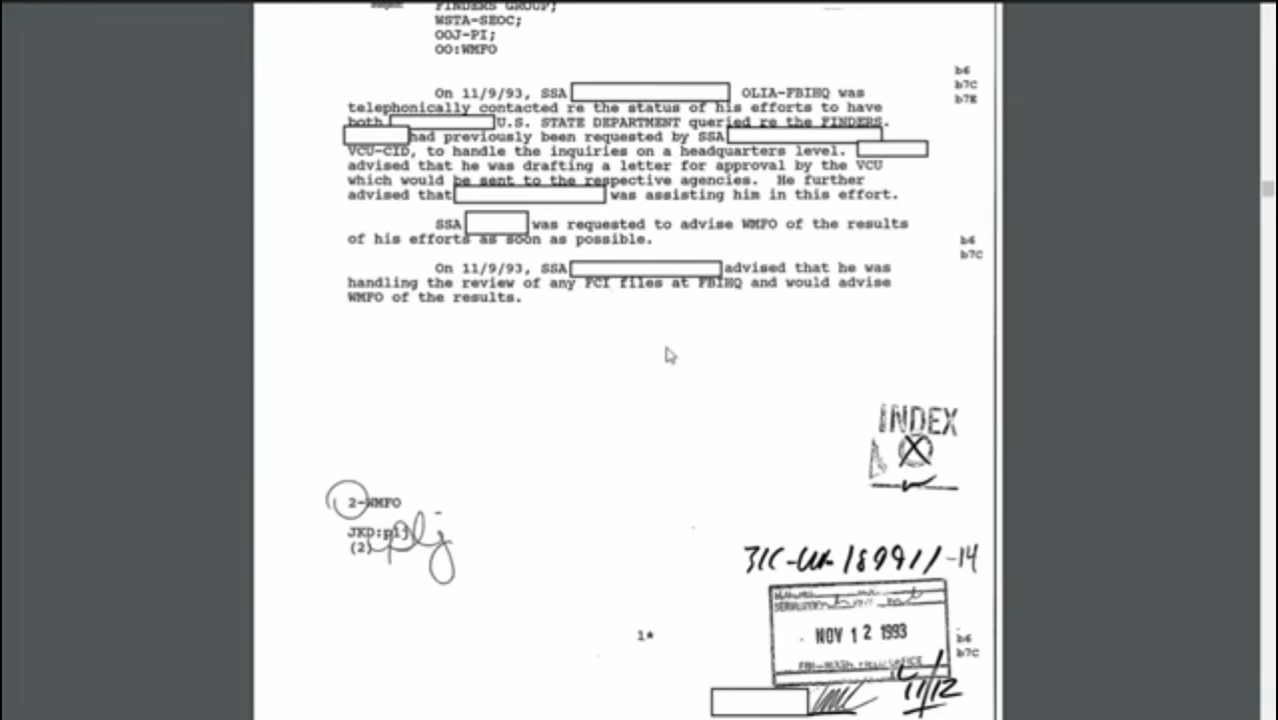 FINDERS GROUP;
WSTA-SEOC;
OOJ-PI;
OO:WMFO
On 11/9/93, SSA OLIA-FBIHQ was
b6
b7C
b7E
telephonically contacted re the status of his efforts to have
both U.S. STATE DEPARTMENT queried re the FINDERS.
had previously been requested by SSA
VCU-CID, to handle the inquiries on a headquarters level.
advised that he was drafting a letter for approval by the VCU
which would be sent to the respective agencies. He further
advised that was assisting him in this effort.
SSA was requested to advise WMFO of the results
of his efforts as soon as possible.
b6
b7C
On 11/9/93, SSA advised that he was
handling the review of any FCI files at FBIHQ and would advise
WMFO of the results.
INDEX
2-WMFO
JKD:plj
(2)
plj
-14
NOV 12 1993
1*
b6
b7C
11/12